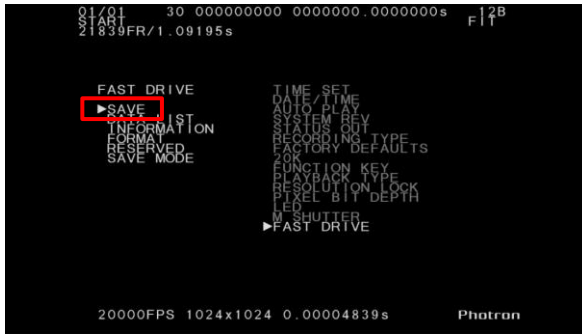 01/01 30 000000000 0000000.0000000s 12B
START FIT
21839FR/1.09195s
FAST DRIVE
▶SAVE
DATA LIST
INFORMATION
FORMAT
RESERVED
SAVE MODE
TIME SET
DATE/TIME
AUTO PLAY
SYSTEM REV
STATUS OUT
RECORDING TYPE
FACTORY DEFAULTS
20K
FUNCTION KEY
PLAYBACK TYPE
RESOLUTION LOCK
PIXEL BIT DEPTH
LED
M SHUTTER
▶FAST DRIVE
20000FPS 1024x1024 0.00004839s Photron